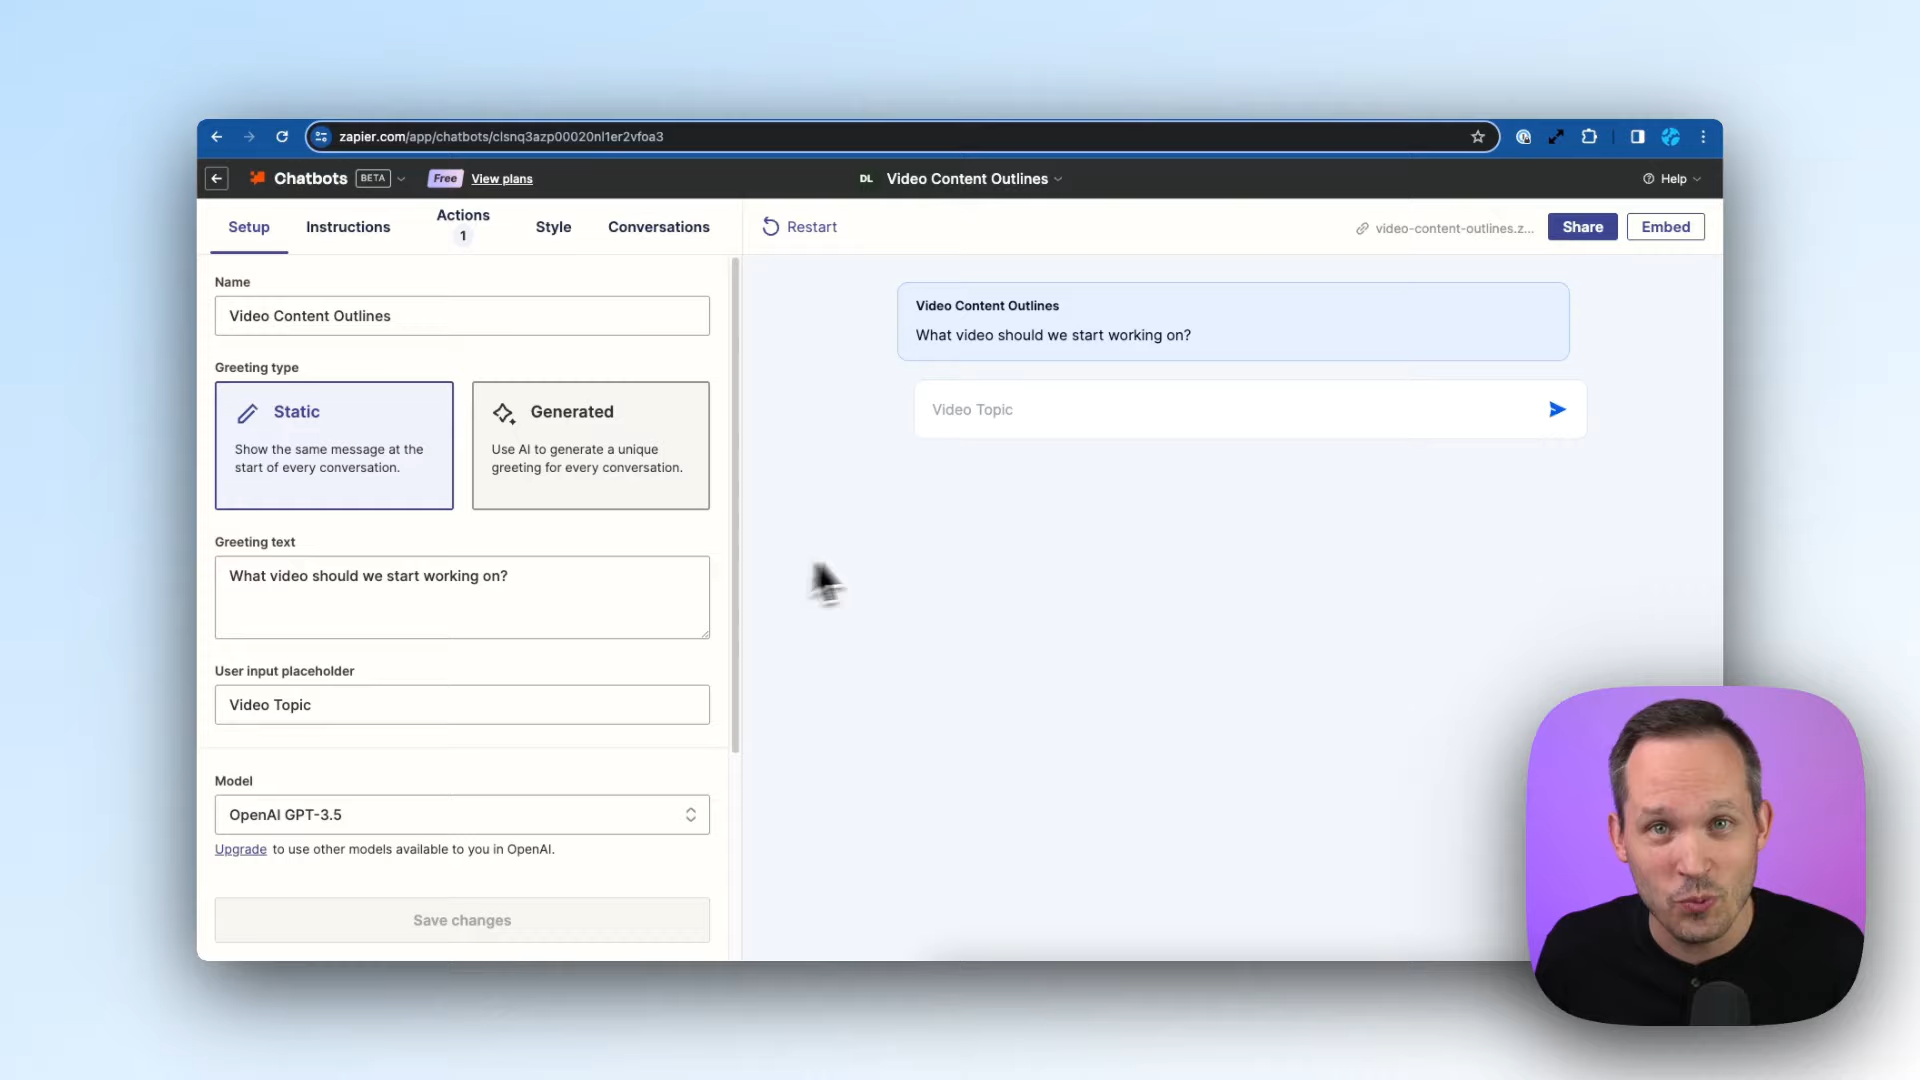 zapier.com/app/chatbots/clsnq3azp00020nl1er2vfoa3
Chatbots BETA Free View plans
DL Video Content Outlines
Help
Setup Instructions Actions 1 Style Conversations
Restart
video-content-outlines.z... Share Embed
Name
Video Content Outlines
Greeting type
Static
Show the same message at the
start of every conversation.
Generated
Use AI to generate a unique
greeting for every conversation.
Greeting text
What video should we start working on?
User input placeholder
Video Topic
Model
OpenAI GPT-3.5
Upgrade to use other models available to you in OpenAI.
Save changes
Video Content Outlines
What video should we start working on?
Video Topic